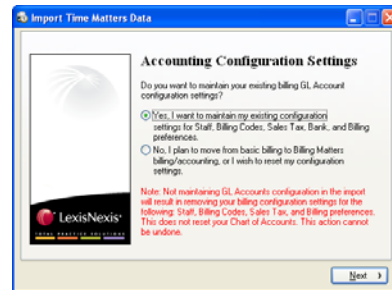 Import Time Matters Data
Accounting Configuration Settings
Do you want to maintain your existing billing GL Account
configuration settings?
Yes, I want to maintain my existing configuration
settings for Staff, Billing Codes, Sales Tax, Bank, and Billing
preferences.
No, I plan to move from basic billing to Billing Matters
billing/accounting, or I wish to reset my configuration
settings.
Note: Not maintaining GL Accounts configuration in the import
will result in removing your billing configuration settings for the
following: Staff, Billing Codes, Sales Tax, and Billing preferences.
This does not reset your Chart of Accounts. This action cannot
be undone.
LexisNexis
TOTAL PRACTICE SOLUTIONS
Next